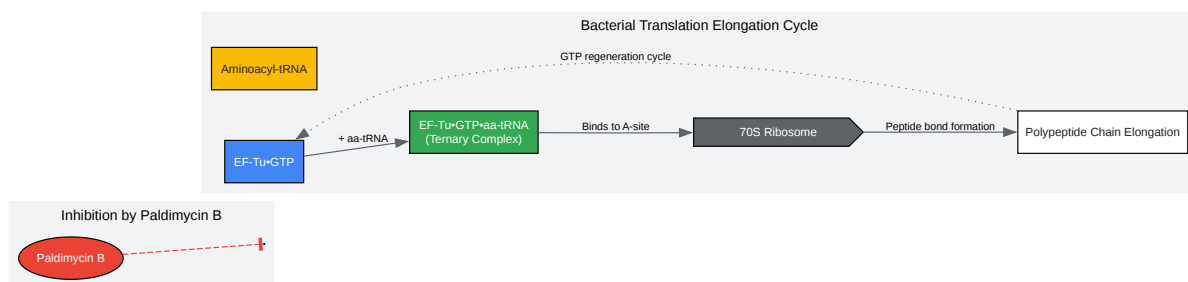 Bacterial Translation Elongation Cycle
GTP regeneration cycle
Aminoacyl-tRNA
EF-Tu•GTP
+ aa-tRNA
EF-Tu•GTP•aa-tRNA
(Ternary Complex)
Binds to A-site
70S Ribosome
Peptide bond formation
Polypeptide Chain Elongation
Inhibition by Paldimycin B
Paldimycin B